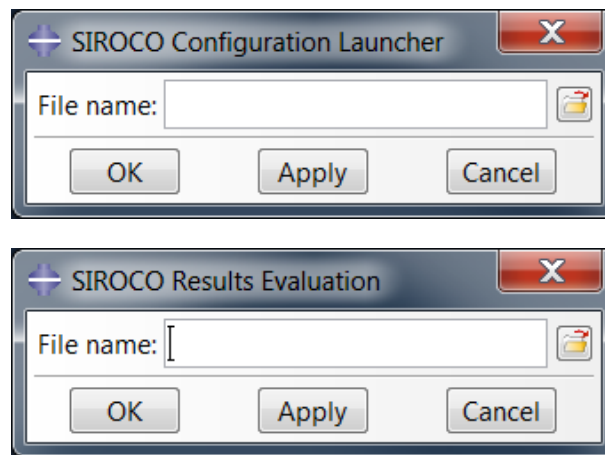 SIROCO Configuration Launcher
File name:
OK Apply Cancel
SIROCO Results Evaluation
File name:
OK Apply Cancel